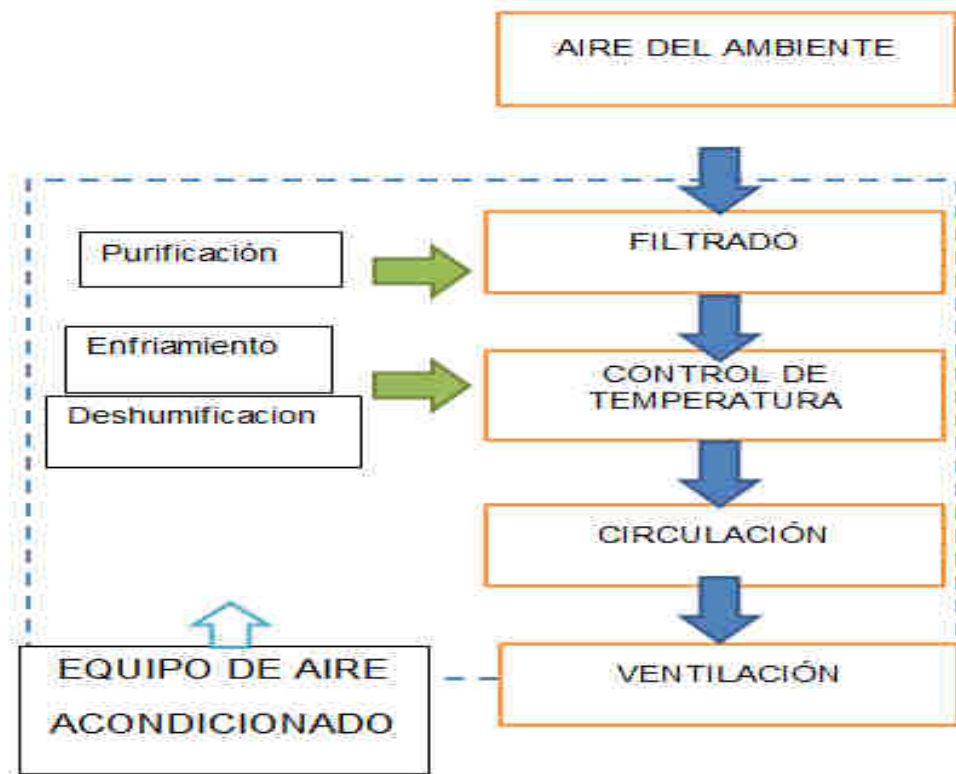 AIRE DEL AMBIENTE
FILTRADO
Purificación
Enfriamiento
Deshumificacion
CONTROL DE
TEMPERATURA
CIRCULACIÓN
VENTILACIÓN
EQUIPO DE AIRE
ACONDICIONADO